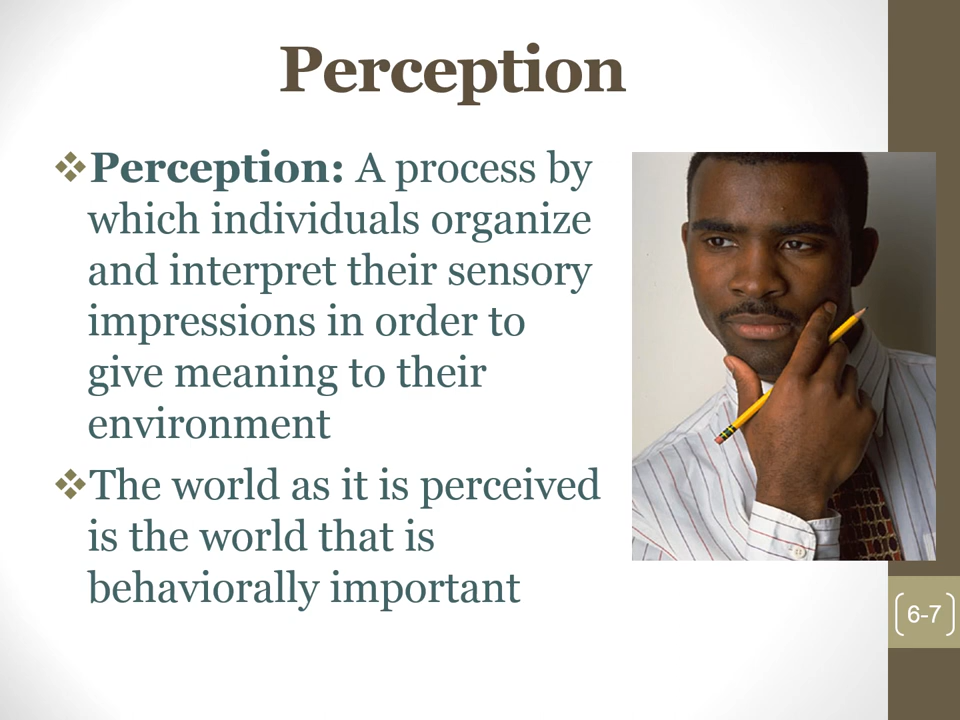 Perception
❖Perception: A process by
which individuals organize
and interpret their sensory
impressions in order to
give meaning to their
environment
❖The world as it is perceived
is the world that is
behaviorally important
6-7